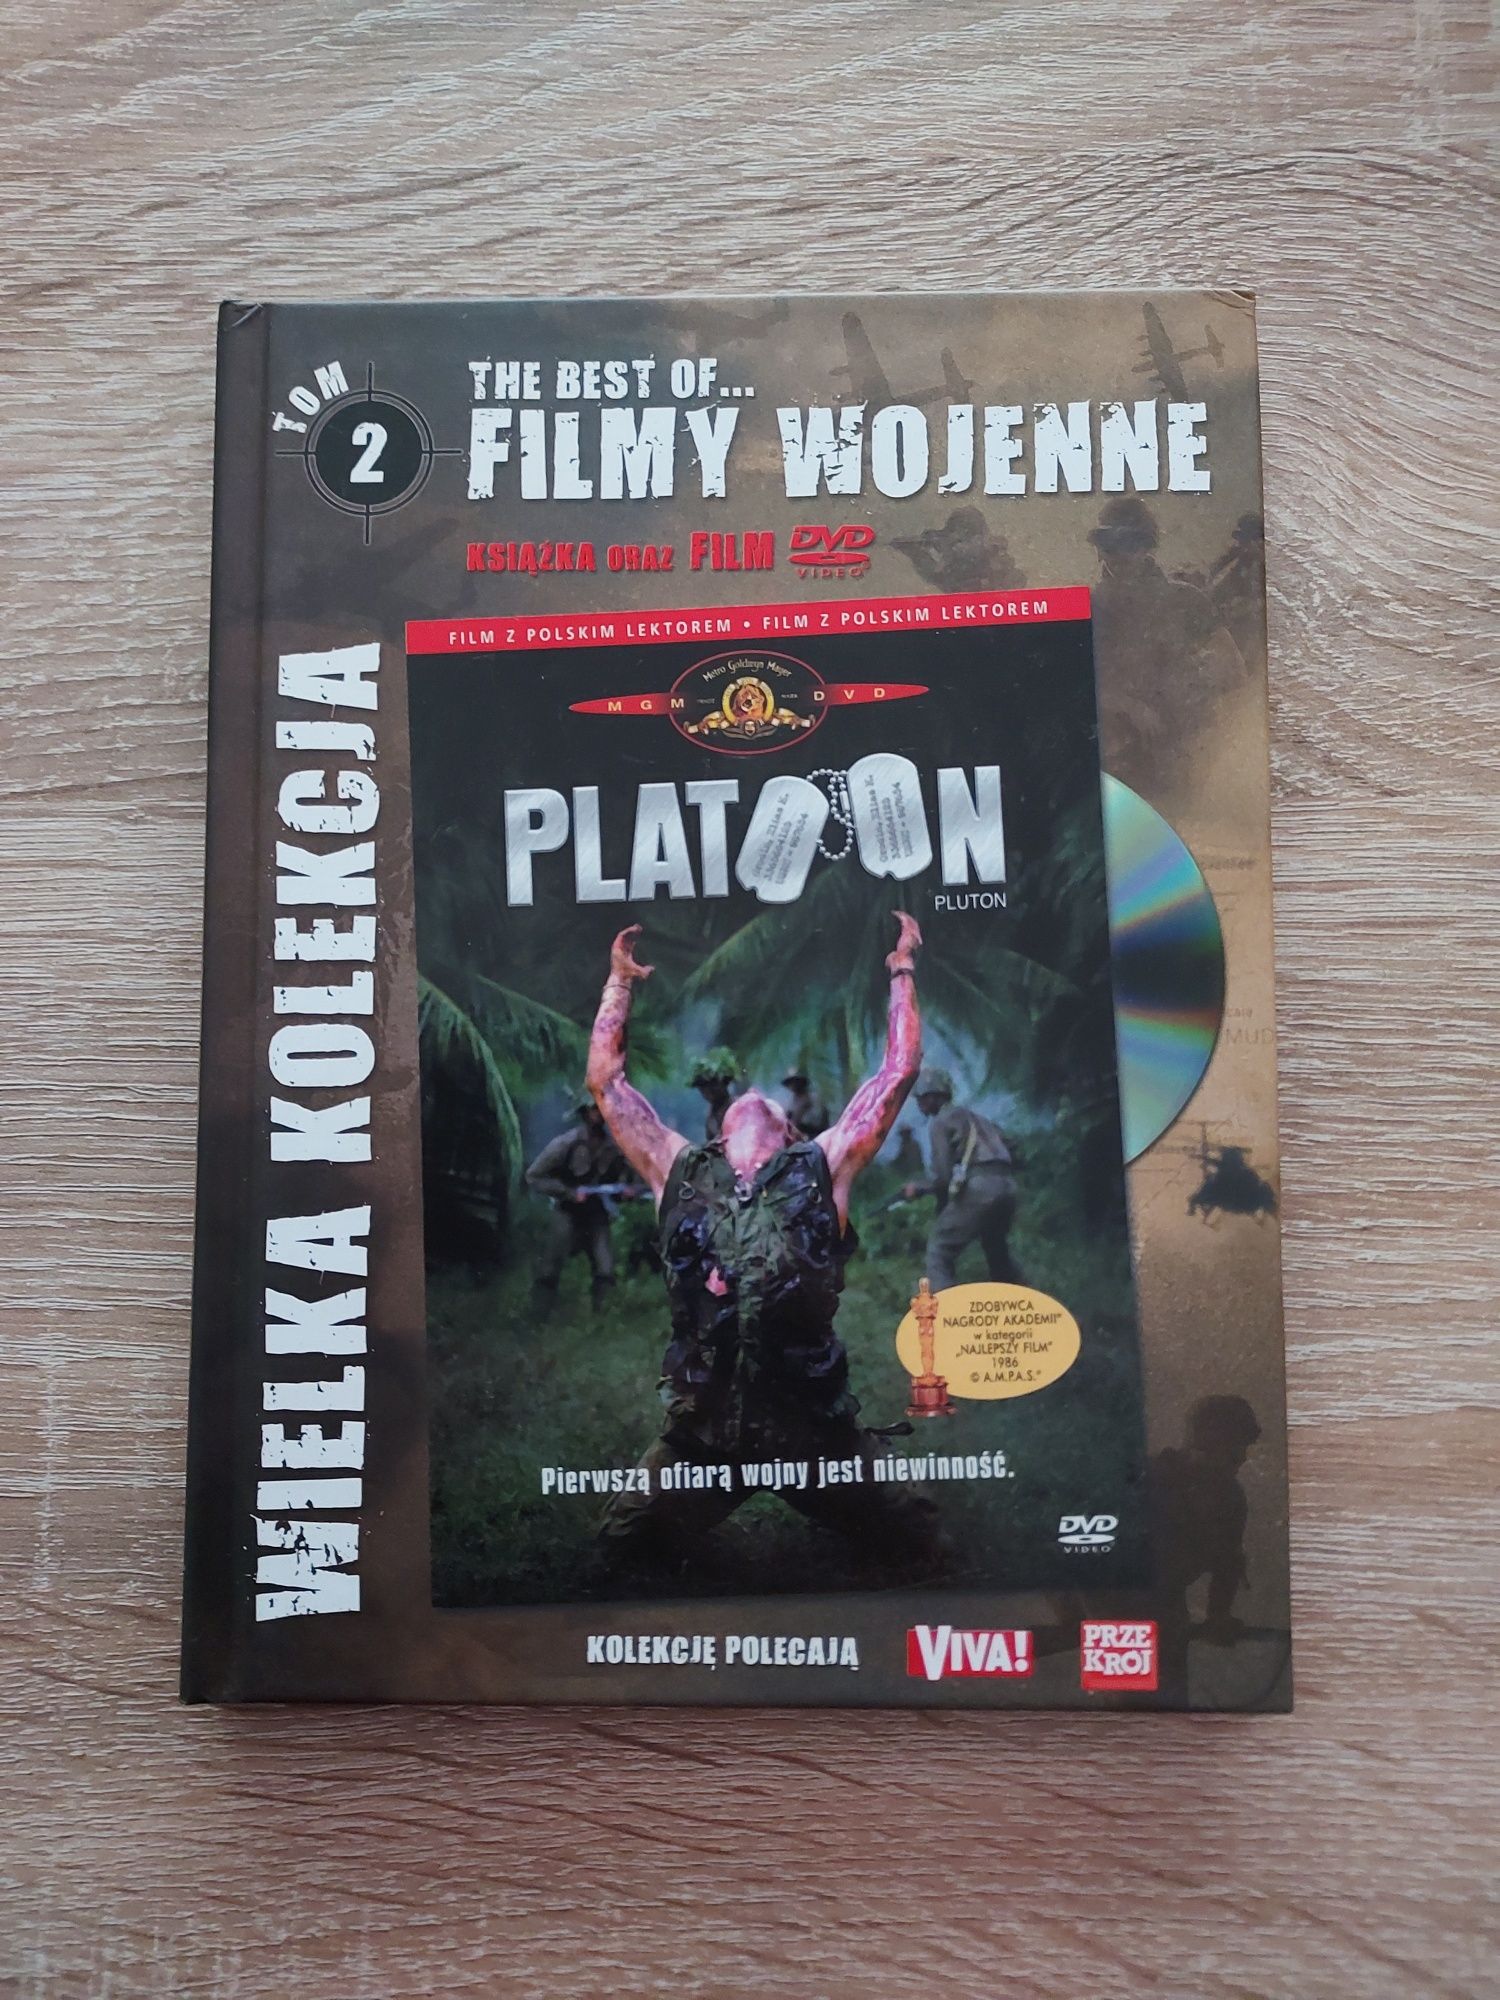 TOM
2
THE BEST OF...
FILMY WOJENNE
KSIĄŻKA ORAZ FILM DVD
VIDEO
WIELKA KOLEKCJA
FILM Z POLSKIM LEKTOREM • FILM Z POLSKIM LEKTOREM
Metro Goldwyn Mayer
MGM DVD
PLATOON
PLUTON
ZDOBYWCA
NAGRODY AKADEMII"
w kategorii
„NAJLEPSZY FILM"
1986
© A.M.P.A.S.®
Pierwszą ofiarą wojny jest niewinność.
DVD
VIDEO
KOLEKCJĘ POLECAJĄ VIVA! PRZE
KRÓJ
MUD